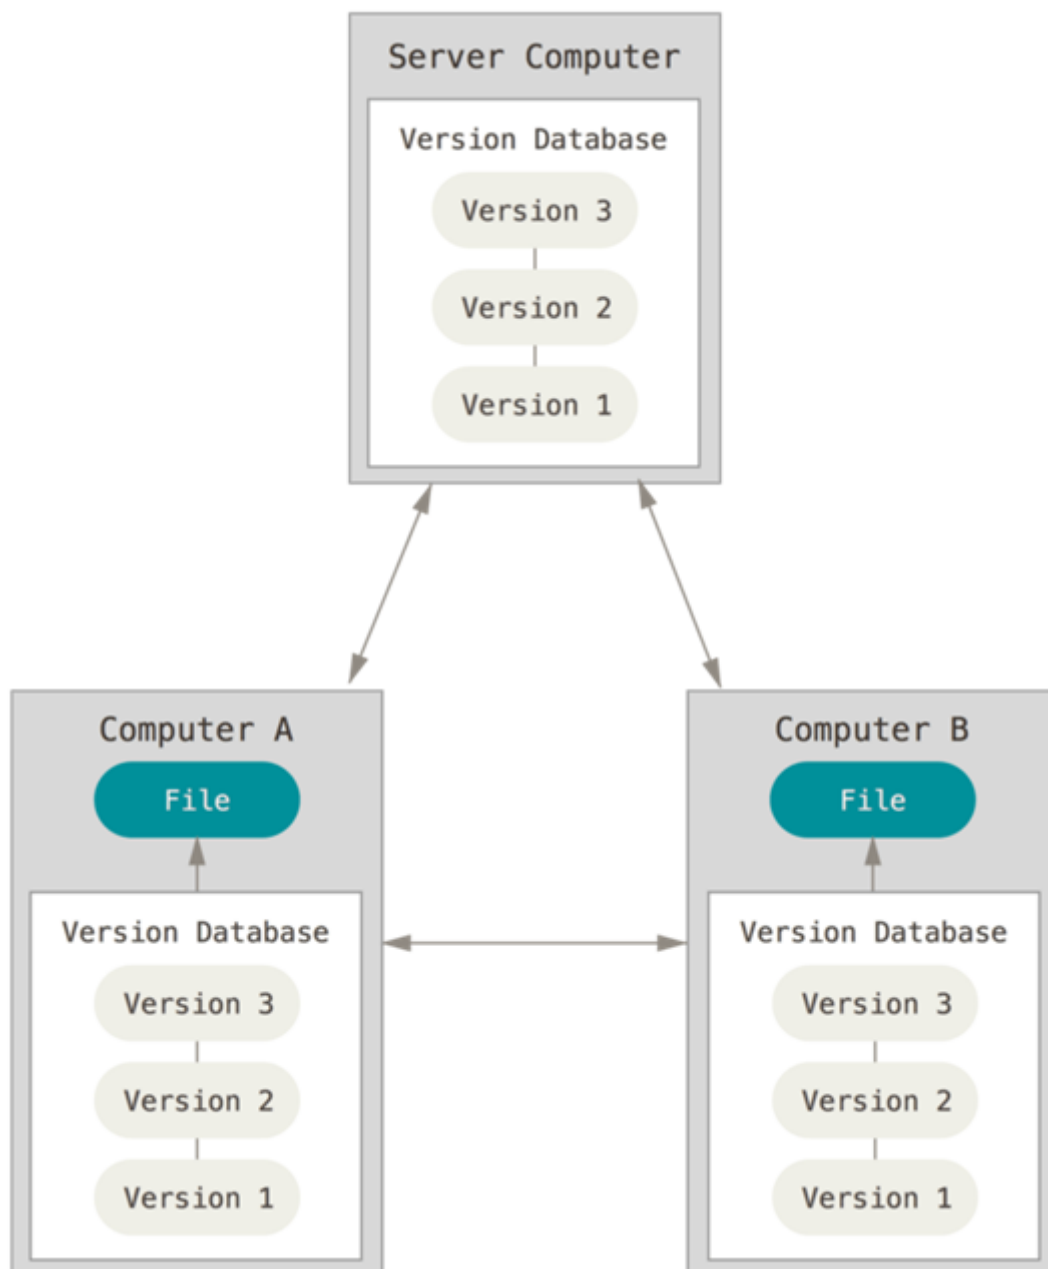 Server Computer
Version Database
Version 3
Version 2
Version 1
Computer A
File
Version Database
Version 3
Version 2
Version 1
Computer B
File
Version Database
Version 3
Version 2
Version 1